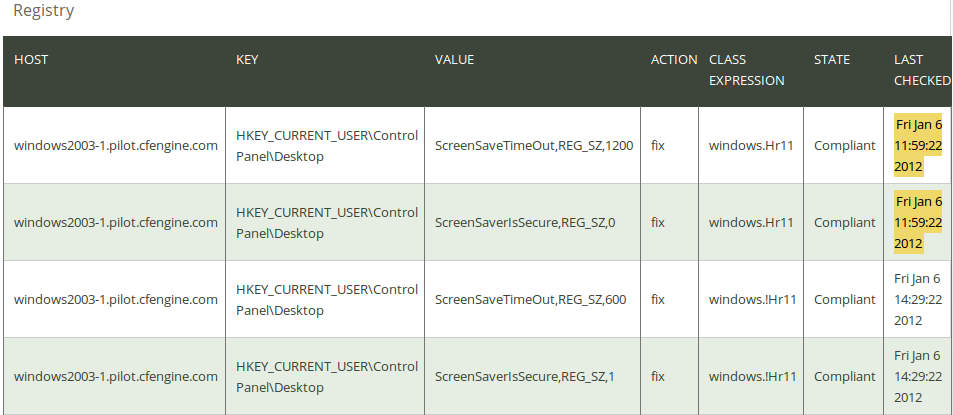 Registry
HOST KEY VALUE ACTION CLASS EXPRESSION STATE LAST CHECKED
windows2003-1.pilot.cfengine.com HKEY_CURRENT_USER\Control Panel\Desktop ScreenSaveTimeOut,REG_SZ,1200 fix windows.Hr11 Compliant Fri Jan 6 11:59:22 2012
windows2003-1.pilot.cfengine.com HKEY_CURRENT_USER\Control Panel\Desktop ScreenSaverIsSecure,REG_SZ,0 fix windows.Hr11 Compliant Fri Jan 6 11:59:22 2012
windows2003-1.pilot.cfengine.com HKEY_CURRENT_USER\Control Panel\Desktop ScreenSaveTimeOut,REG_SZ,600 fix windows.!Hr11 Compliant Fri Jan 6 14:29:22 2012
windows2003-1.pilot.cfengine.com HKEY_CURRENT_USER\Control Panel\Desktop ScreenSaverIsSecure,REG_SZ,1 fix windows.!Hr11 Compliant Fri Jan 6 14:29:22 2012